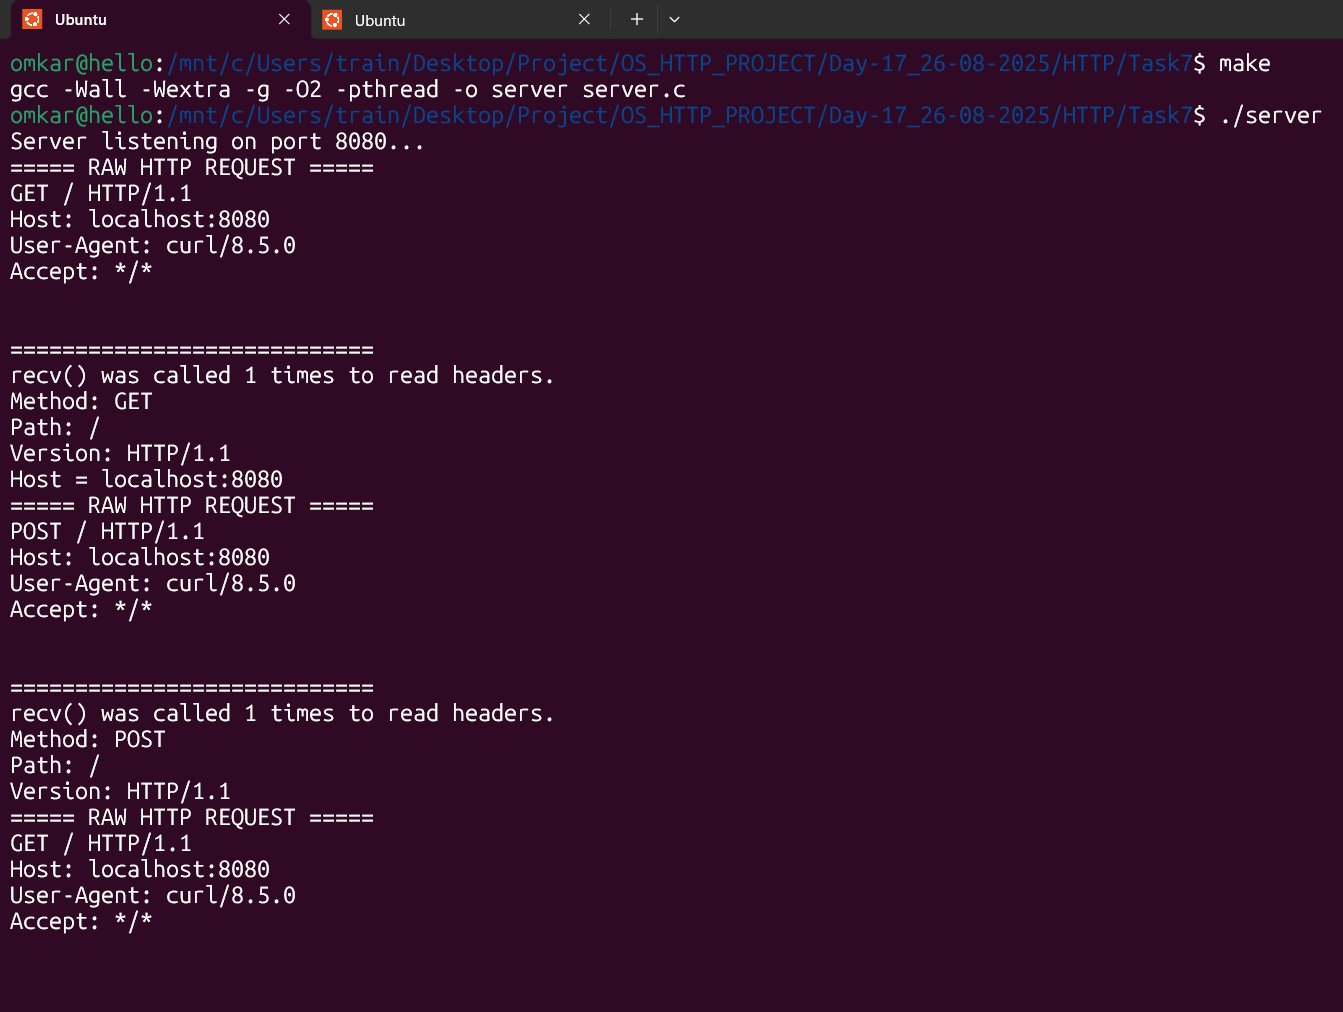 Ubuntu
Ubuntu
omkar@hello:/mnt/c/Users/train/Desktop/Project/OS_HTTP_PROJECT/Day-17_26-08-2025/HTTP/Task7$ make
gcc -Wall -Wextra -g -O2 -pthread -o server server.c
omkar@hello:/mnt/c/Users/train/Desktop/Project/OS_HTTP_PROJECT/Day-17_26-08-2025/HTTP/Task7$ ./server
Server listening on port 8080...
===== RAW HTTP REQUEST =====
GET / HTTP/1.1
Host: localhost:8080
User-Agent: curl/8.5.0
Accept: */*
============================
recv() was called 1 times to read headers.
Method: GET
Path: /
Version: HTTP/1.1
Host = localhost:8080
===== RAW HTTP REQUEST =====
POST / HTTP/1.1
Host: localhost:8080
User-Agent: curl/8.5.0
Accept: */*
============================
recv() was called 1 times to read headers.
Method: POST
Path: /
Version: HTTP/1.1
===== RAW HTTP REQUEST =====
GET / HTTP/1.1
Host: localhost:8080
User-Agent: curl/8.5.0
Accept: */*